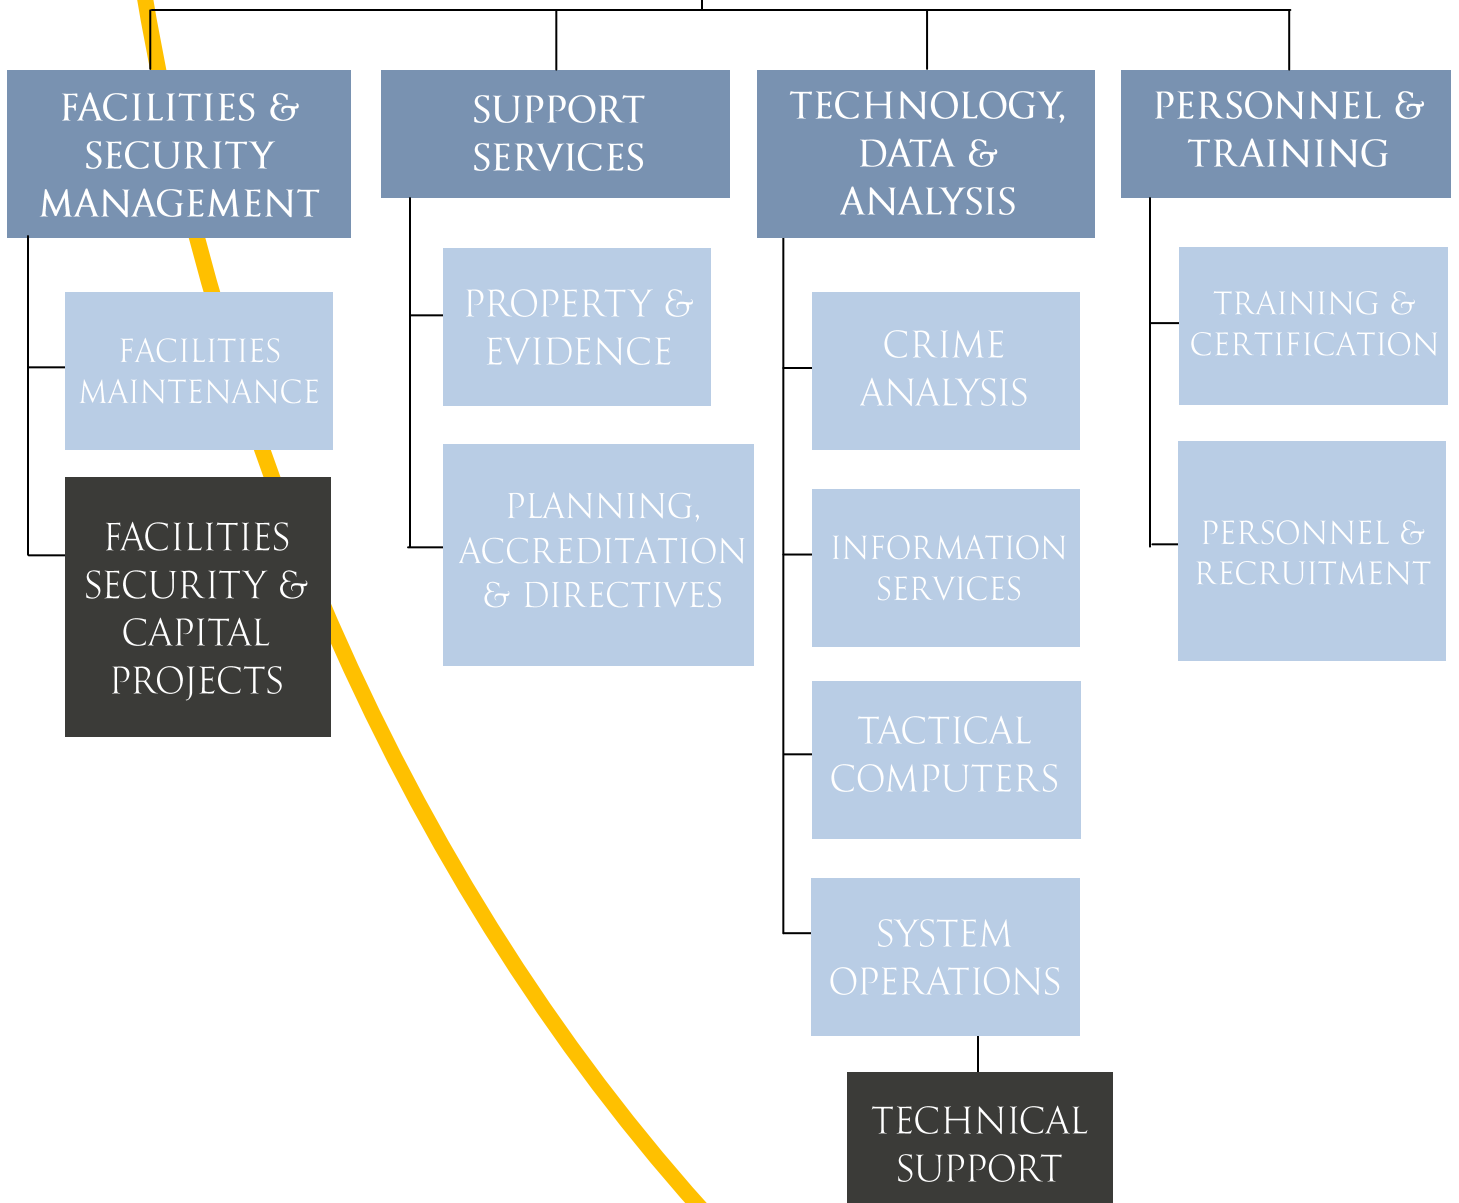 FACILITIES &
SECURITY
MANAGEMENT
FACILITIES
MAINTENANCE
FACILITIES
SECURITY &
CAPITAL
PROJECTS
SUPPORT
SERVICES
PROPERTY &
EVIDENCE
PLANNING,
ACCREDITATION
& DIRECTIVES
TECHNOLOGY,
DATA &
ANALYSIS
CRIME
ANALYSIS
INFORMATION
SERVICES
TACTICAL
COMPUTERS
SYSTEM
OPERATIONS
TECHNICAL
SUPPORT
PERSONNEL &
TRAINING
TRAINING &
CERTIFICATION
PERSONNEL &
RECRUITMENT